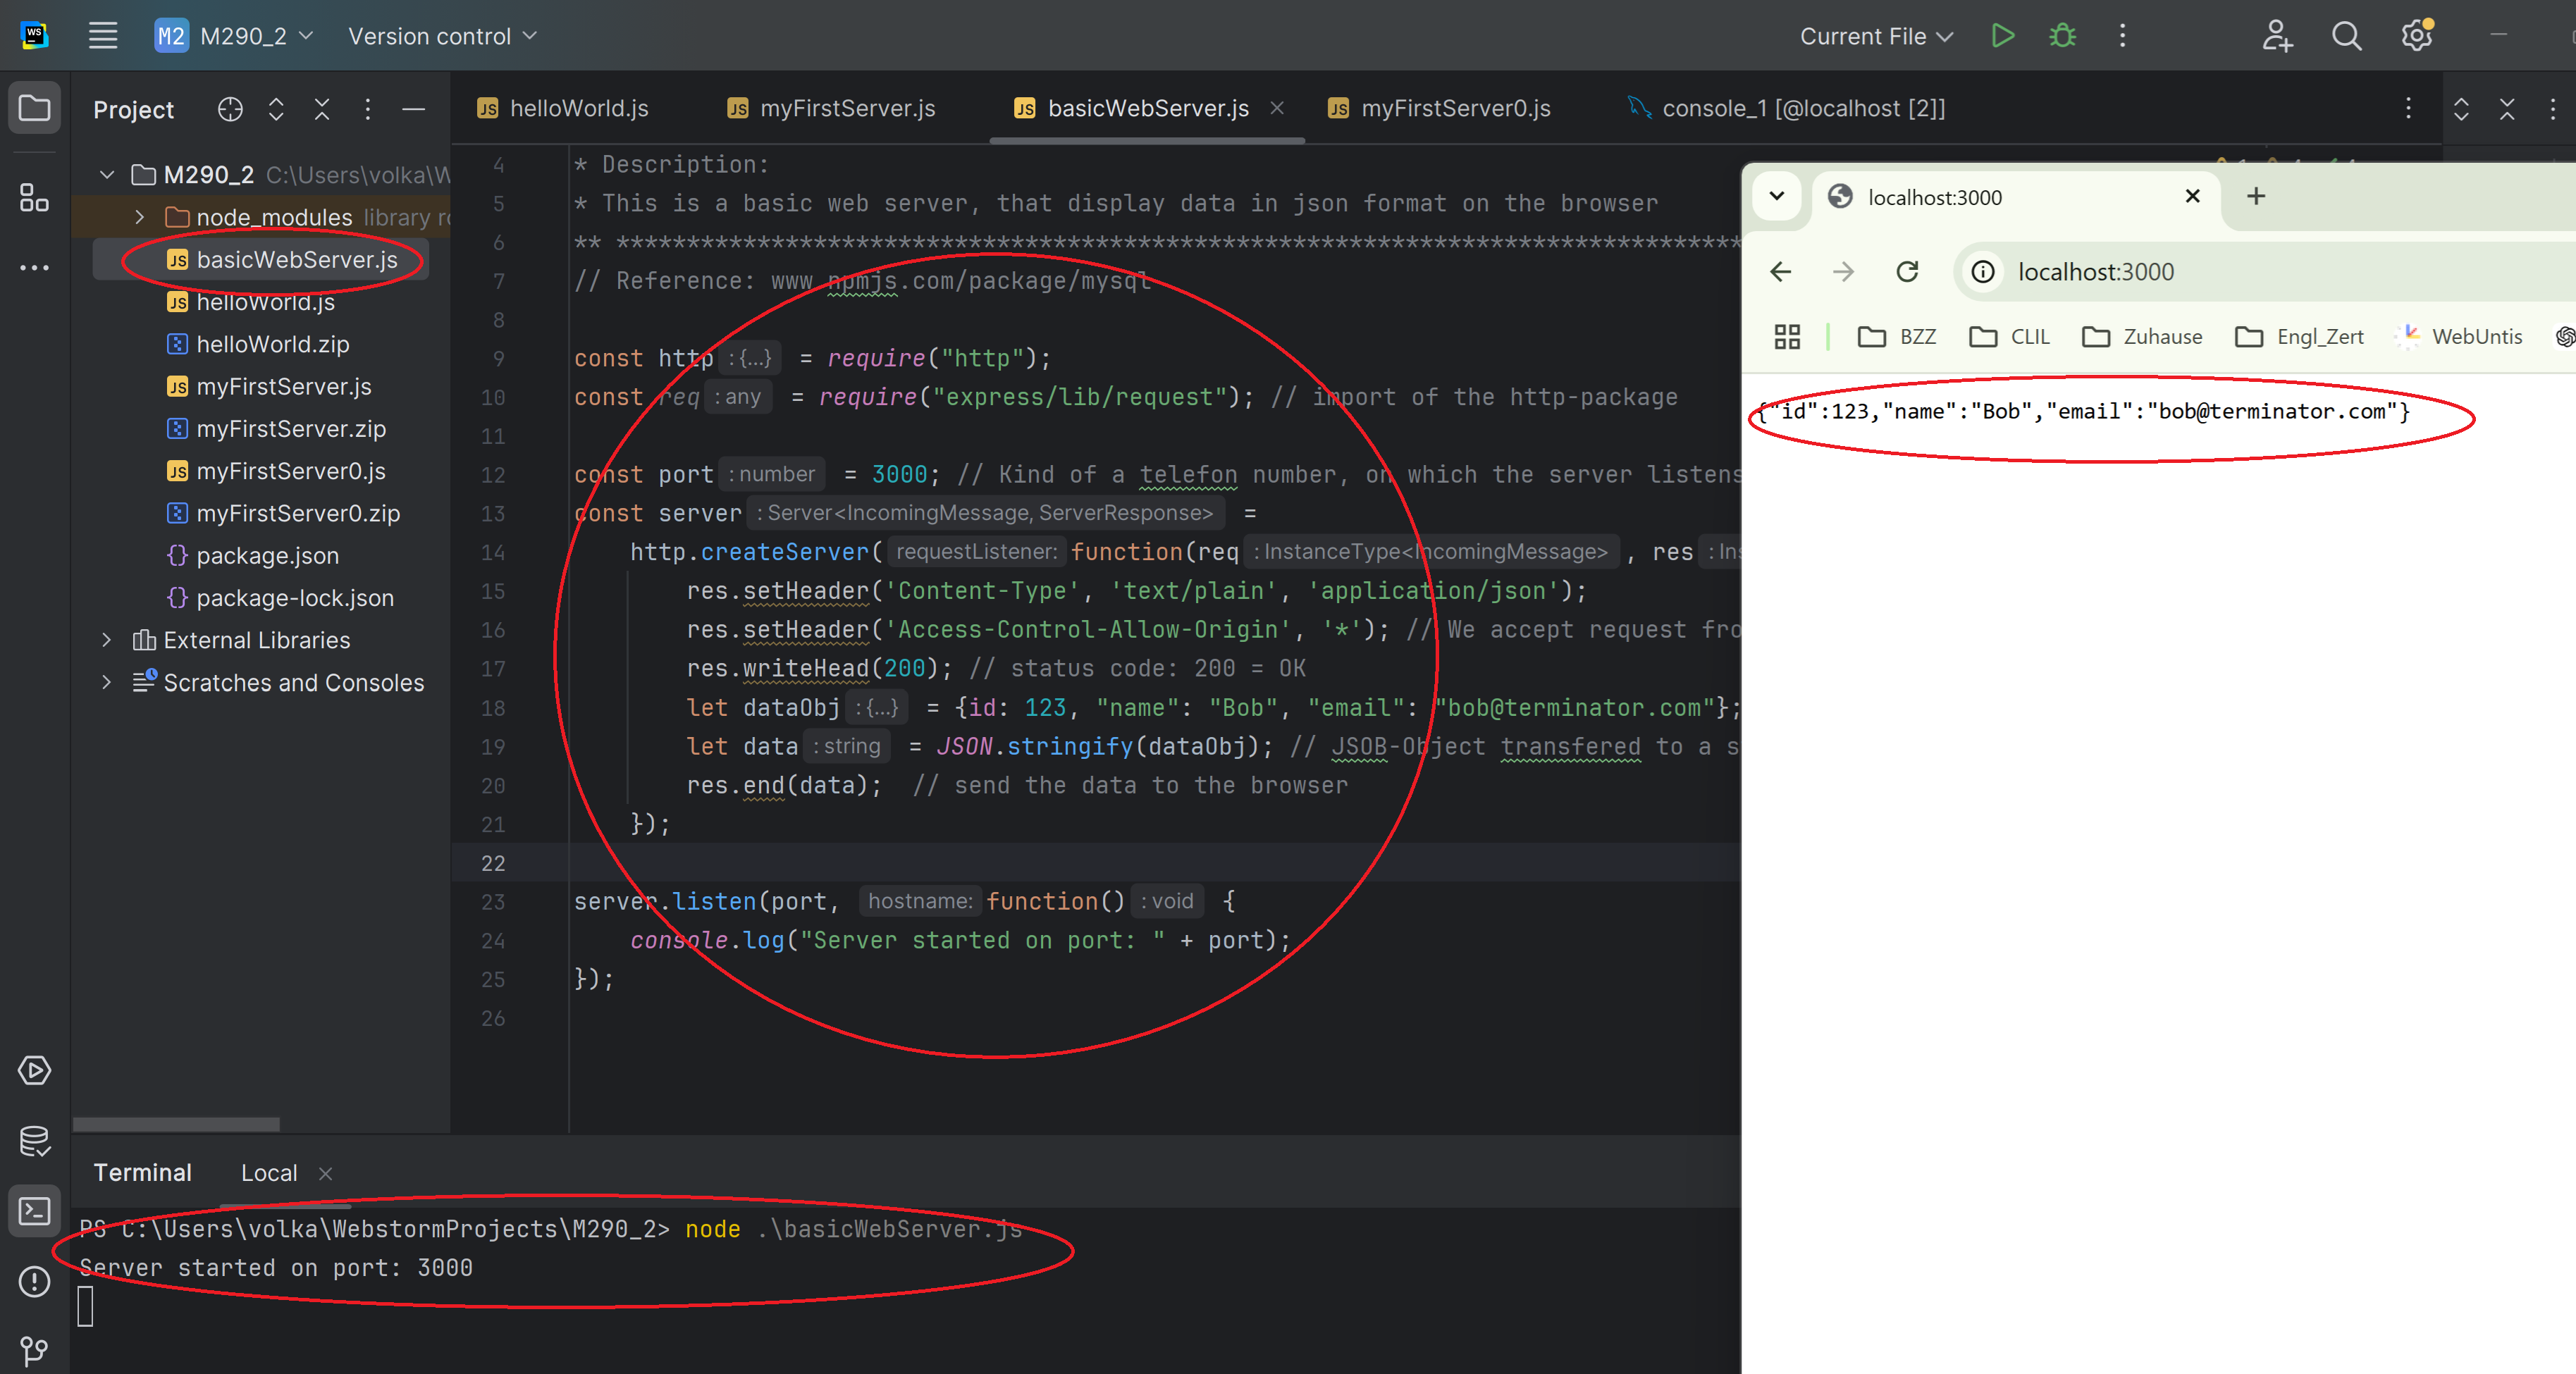 WS
M2 M290_2 Version control Current File
Project
M290_2 C:\Users\volka\W
node_modules library ro
basicWebServer.js
helloWorld.js
helloWorld.zip
myFirstServer.js
myFirstServer.zip
myFirstServer0.js
myFirstServer0.zip
package.json
package-lock.json
External Libraries
Scratches and Consoles
helloWorld.js myFirstServer.js basicWebServer.js myFirstServer0.js console_1 [@localhost [2]]
4 * Description:
5 * This is a basic web server, that display data in json format on the browser
6 ** ********************************************************************************
7 // Reference: www.npmjs.com/package/mysql
8
9 const http : {...} = require("http");
10 const req : any = require("express/lib/request"); // import of the http-package
11
12 const port : number = 3000; // Kind of a telefon number, on which the server listens
13 const server : Server<IncomingMessage, ServerResponse> =
14 http.createServer( requestListener: function(req : InstanceType<IncomingMessage> , res : Ins
15 res.setHeader('Content-Type', 'text/plain', 'application/json');
16 res.setHeader('Access-Control-Allow-Origin', '*'); // We accept request fro
17 res.writeHead(200); // status code: 200 = OK
18 let dataObj : {...} = {id: 123, "name": "Bob", "email": "bob@terminator.com"};
19 let data : string = JSON.stringify(dataObj); // JSOB-Object transfered to a s
20 res.end(data); // send the data to the browser
21 });
22
23 server.listen(port, hostname: function() : void {
24 console.log("Server started on port: " + port);
25 });
26
localhost:3000
localhost:3000
BZZ CLIL Zuhause Engl_Zert WebUntis
{"id":123,"name":"Bob","email":"bob@terminator.com"}
Terminal Local
PS C:\Users\volka\WebstormProjects\M290_2> node .\basicWebServer.js
Server started on port: 3000